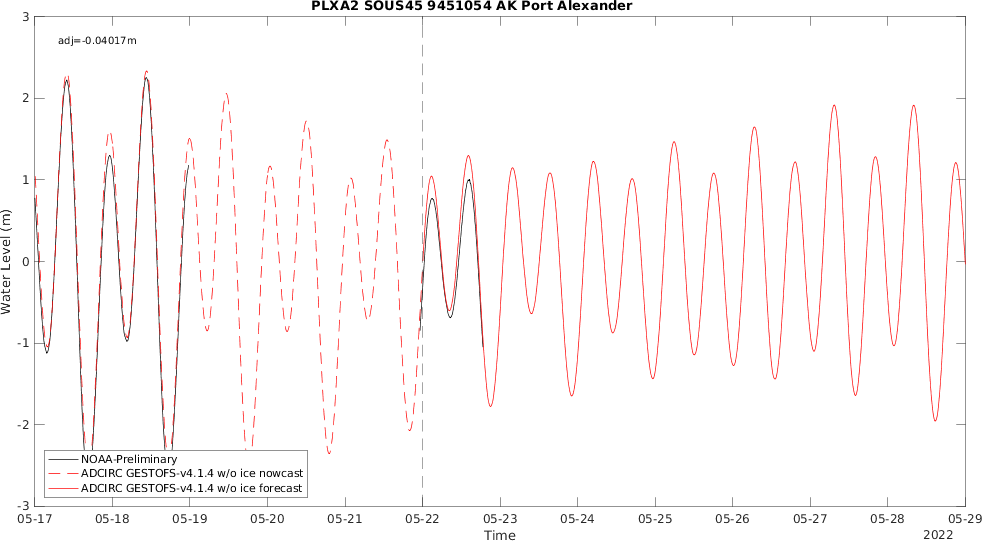 PLXA2 SOUS45 9451054 AK Port Alexander
adj=-0.04017m
3
2
1
0
-1
-2
-3
Water Level (m)
NOAA-Preliminary
ADCIRC GESTOFS-v4.1.4 w/o ice nowcast
ADCIRC GESTOFS-v4.1.4 w/o ice forecast
05-17 05-18 05-19 05-20 05-21 05-22 05-23 05-24 05-25 05-26 05-27 05-28 05-29
Time
2022